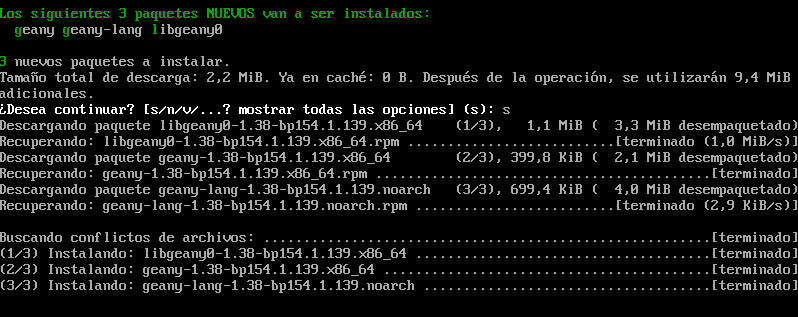 Los siguientes 3 paquetes NUEVOS van a ser instalados:
  geany geany-lang libgeany0

3 nuevos paquetes a instalar.
Tamaño total de descarga: 2,2 MiB. Ya en caché: 0 B. Después de la operación, se utilizarán 9,4 MiB
adicionales.
¿Desea continuar? [s/n/v/...? mostrar todas las opciones] (s): s
Descargando paquete libgeany0-1.38-bp154.1.139.x86_64    (1/3),   1,1 MiB (  3,3 MiB desempaquetado)
Recuperando: libgeany0-1.38-bp154.1.139.x86_64.rpm ..........................[terminado (1,0 MiB/s)]
Descargando paquete geany-1.38-bp154.1.139.x86_64        (2/3), 399,8 KiB (  2,1 MiB desempaquetado)
Recuperando: geany-1.38-bp154.1.139.x86_64.rpm ..........................................[terminado]
Descargando paquete geany-lang-1.38-bp154.1.139.noarch   (3/3), 699,4 KiB (  4,0 MiB desempaquetado)
Recuperando: geany-lang-1.38-bp154.1.139.noarch.rpm .........................[terminado (2,9 KiB/s)]

Buscando conflictos de archivos: ........................................................[terminado]
(1/3) Instalando: libgeany0-1.38-bp154.1.139.x86_64 .....................................[terminado]
(2/3) Instalando: geany-1.38-bp154.1.139.x86_64 .........................................[terminado]
(3/3) Instalando: geany-lang-1.38-bp154.1.139.noarch ....................................[terminado]